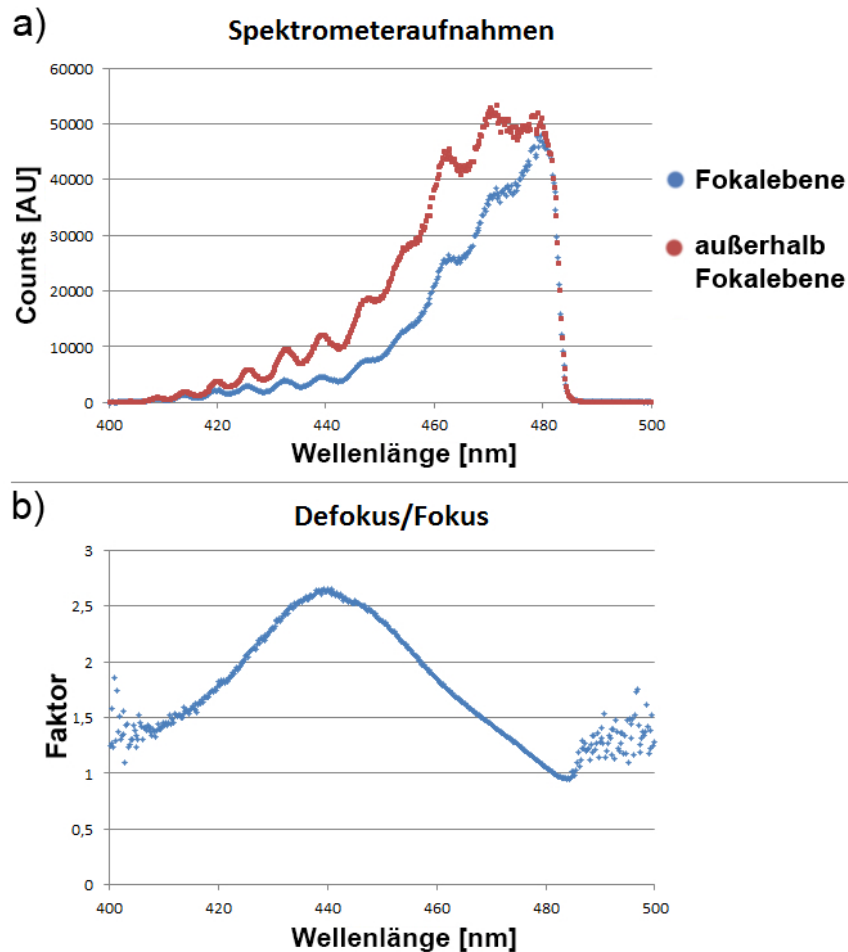 a)
Spektrometeraufnahmen
60000
50000
40000
30000
20000
10000
0
400
420
440
460
480
500
Counts [AU]
Wellenlänge [nm]
Fokalebene
außerhalb
Fokalebene
b)
Defokus/Fokus
3
2,5
2
1,5
1
0,5
0
400
420
440
460
480
500
Faktor
Wellenlänge [nm]